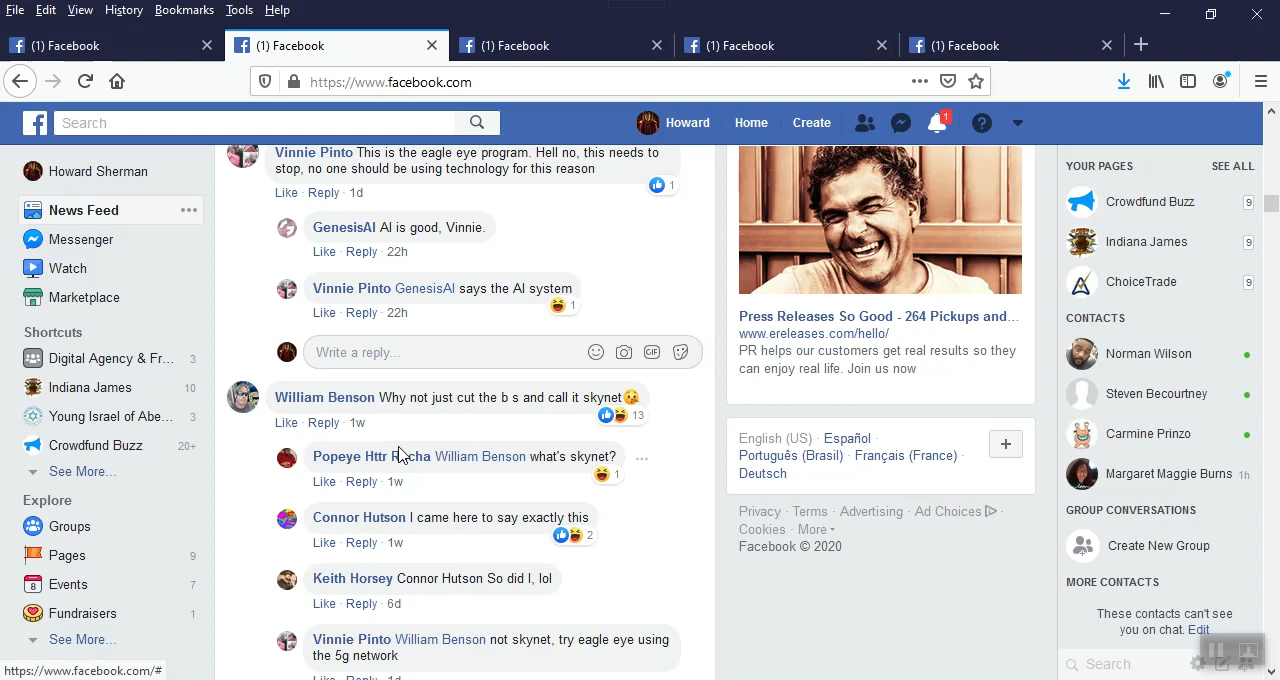 File Edit View History Bookmarks Tools Help
(1) Facebook
(1) Facebook
(1) Facebook
(1) Facebook
(1) Facebook
https://www.facebook.com
Search
Howard Home Create
1
Howard Sherman
News Feed
Messenger
Watch
Marketplace
Shortcuts
Digital Agency & Fr... 3
Indiana James 10
Young Israel of Abe... 3
Crowdfund Buzz 20+
See More...
Explore
Groups
Pages 9
Events 7
8
Fundraisers 1
See More...
https://www.facebook.com/#
Vinnie Pinto This is the eagle eye program. Hell no, this needs to
stop, no one should be using technology for this reason
1
Like · Reply · 1d
GenesisAI AI is good, Vinnie.
Like · Reply · 22h
Vinnie Pinto GenesisAI says the AI system
1
Like · Reply · 22h
Write a reply...
GIF
William Benson Why not just cut the b s and call it skynet
13
Like · Reply · 1w
Popeye Httr William Benson what's skynet?
1
Like · Reply · 1w
Connor Hutson I came here to say exactly this
2
Like · Reply · 1w
Keith Horsey Connor Hutson So did I, lol
Like · Reply · 6d
Vinnie Pinto William Benson not skynet, try eagle eye using
the 5g network
Like · Reply · 1d
Press Releases So Good - 264 Pickups and...
www.ereleases.com/hello/
PR helps our customers get real results so they
can enjoy real life. Join us now
English (US) · Español ·
Português (Brasil) · Français (France) ·
Deutsch
Privacy · Terms · Advertising · Ad Choices ·
Cookies · More
Facebook © 2020
YOUR PAGES SEE ALL
Crowdfund Buzz 9
Indiana James 9
ChoiceTrade 9
CONTACTS
Norman Wilson
Steven Becourtney
Carmine Prinzo
Margaret Maggie Burns 1h
GROUP CONVERSATIONS
Create New Group
MORE CONTACTS
These contacts can't see
you on chat. Edit
Search